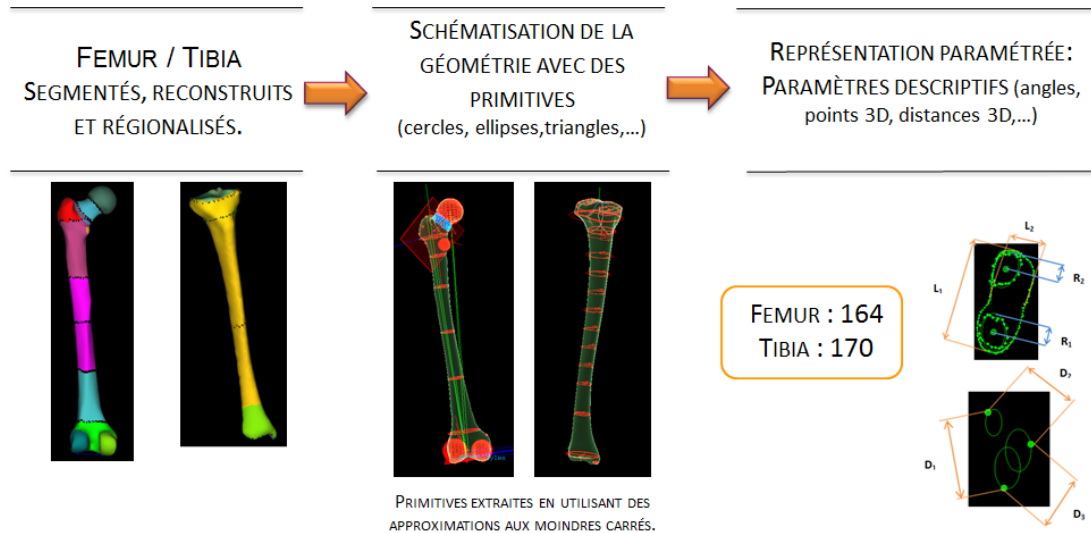 FEMUR / TIBIA
SEGMENTÉS, RECONSTRUITS
ET RÉGIONALISÉS.
SCHÉMATISATION DE LA
GÉOMÉTRIE AVEC DES
PRIMITIVES
(cercles, ellipses,triangles,…)
REPRÉSENTATION PARAMÉTRÉE:
PARAMÈTRES DESCRIPTIFS (angles,
points 3D, distances 3D,…)
PRIMITIVES EXTRAITES EN UTILISANT DES
APPROXIMATIONS AUX MOINDRES CARRÉS.
FEMUR : 164
TIBIA : 170
L₂
L₁
R₂
R₁
D₂
D₁
D₃